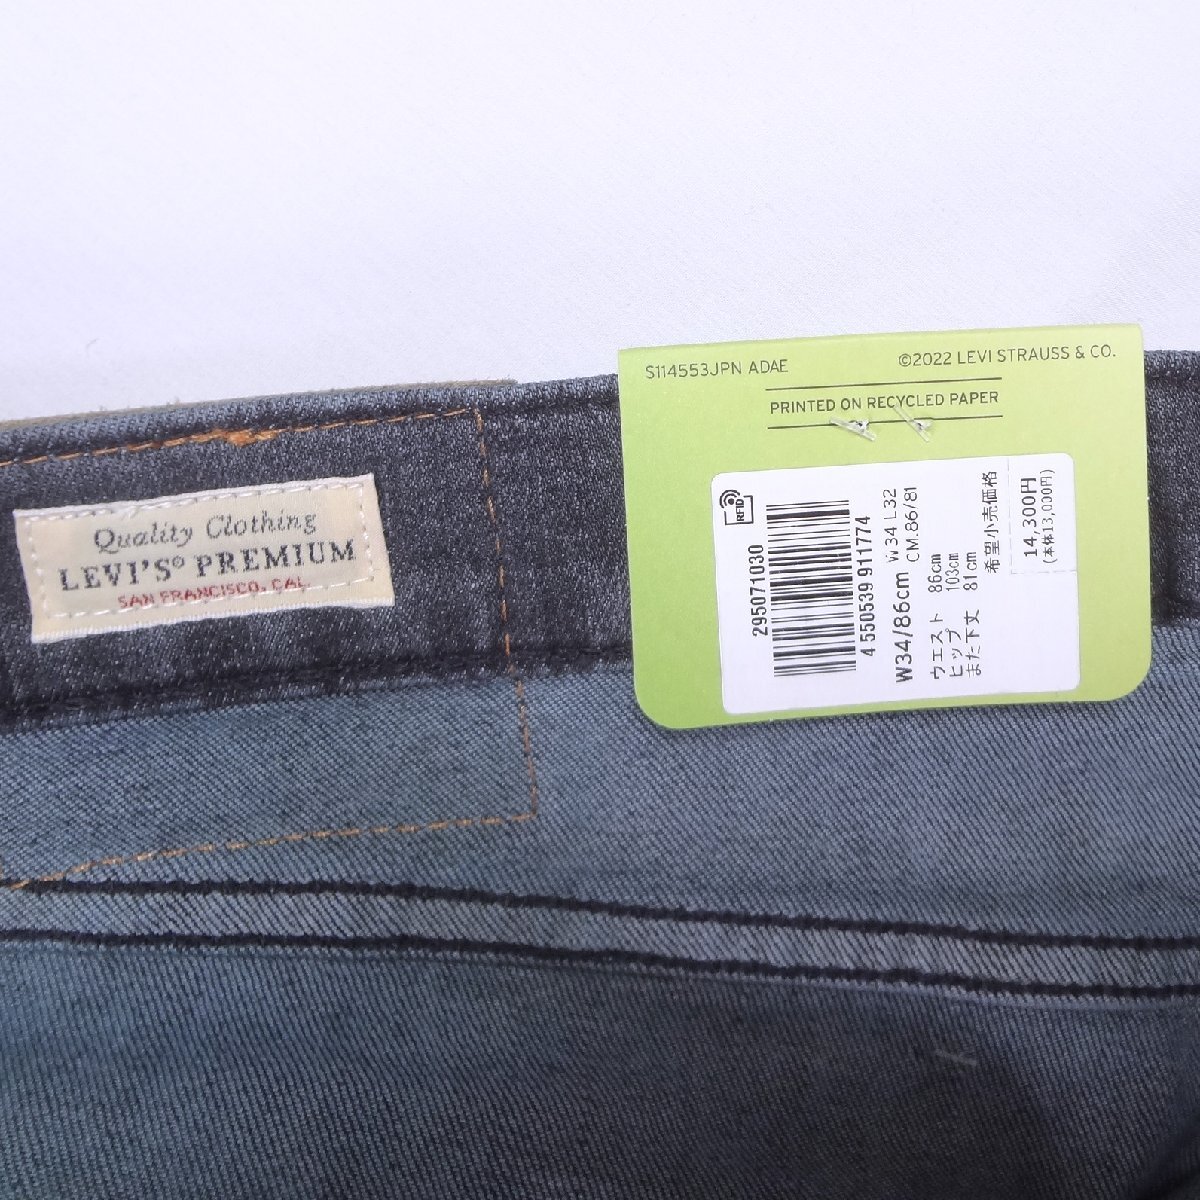 Quality Clothing
LEVI'S® PREMIUM
SAN FRANCISCO, CAL.
S114553JPN ADAE
©2022 LEVI STRAUSS & CO.
PRINTED ON RECYCLED PAPER
RFID
295071030
4 550539 911774
W34 L32
W34/86cm CM.86/81
ウエスト 86cm
ヒップ 103cm
また下丈 81cm
希望小売価格
14,300円
(本体13,000円)